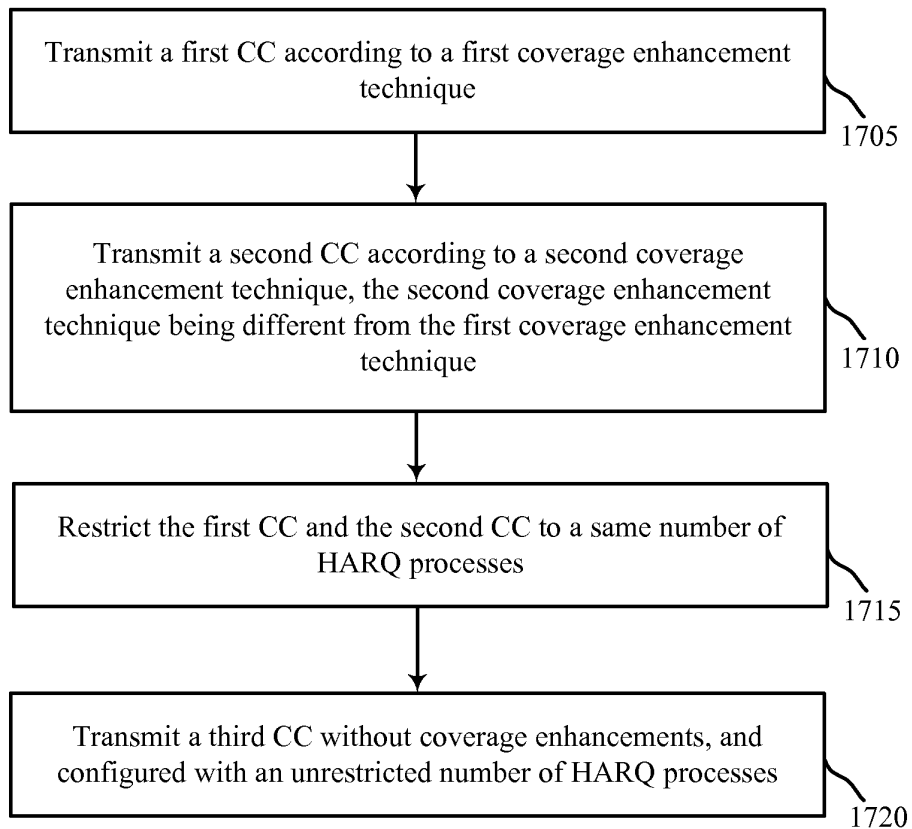 Transmit a first CC according to a first coverage enhancement
technique
1705
Transmit a second CC according to a second coverage
enhancement technique, the second coverage enhancement
technique being different from the first coverage enhancement
technique
1710
Restrict the first CC and the second CC to a same number of
HARQ processes
1715
Transmit a third CC without coverage enhancements, and
configured with an unrestricted number of HARQ processes
1720